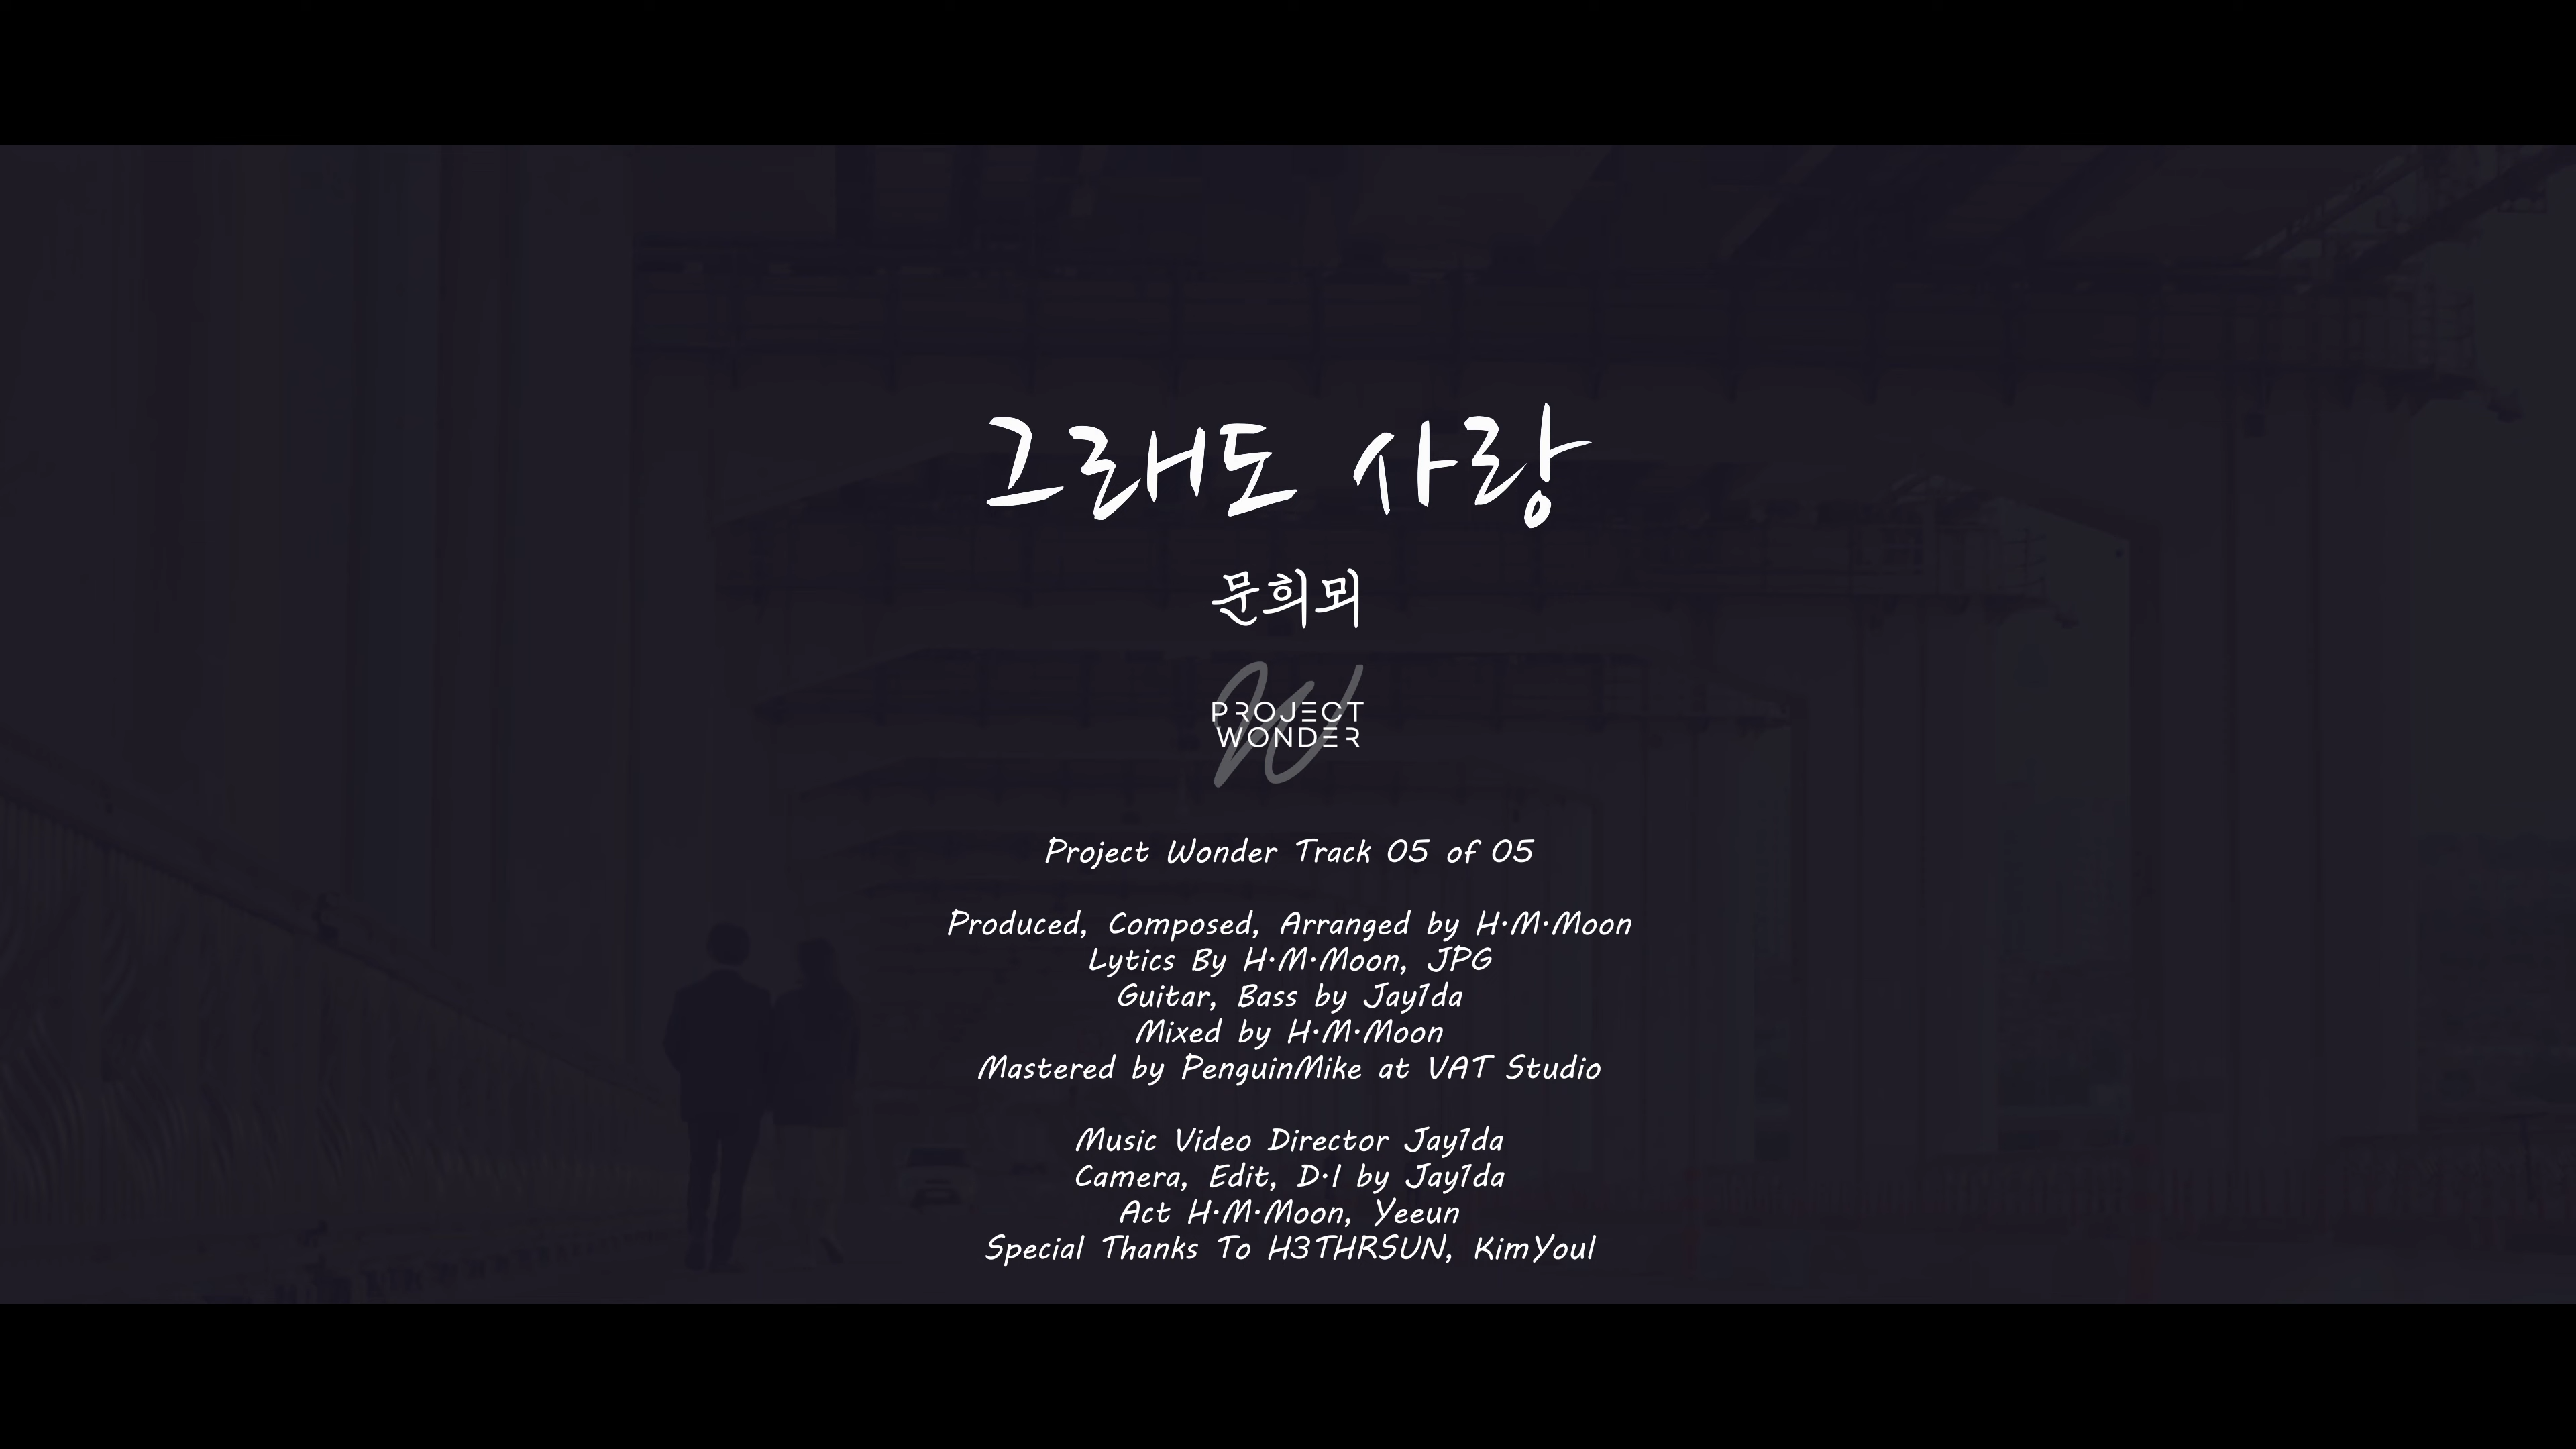 그래도 사랑
문희뫼
PROJECT
WONDER
Project Wonder Track 05 of 05
Produced, Composed, Arranged by H·M·Moon
Lytics By H·M·Moon, JPG
Guitar, Bass by Jay1da
Mixed by H·M·Moon
Mastered by PenguinMike at VAT Studio
Music Video Director Jay1da
Camera, Edit, D·I by Jay1da
Act H·M·Moon, Yeeun
Special Thanks To H3THRSUN, KimYoul